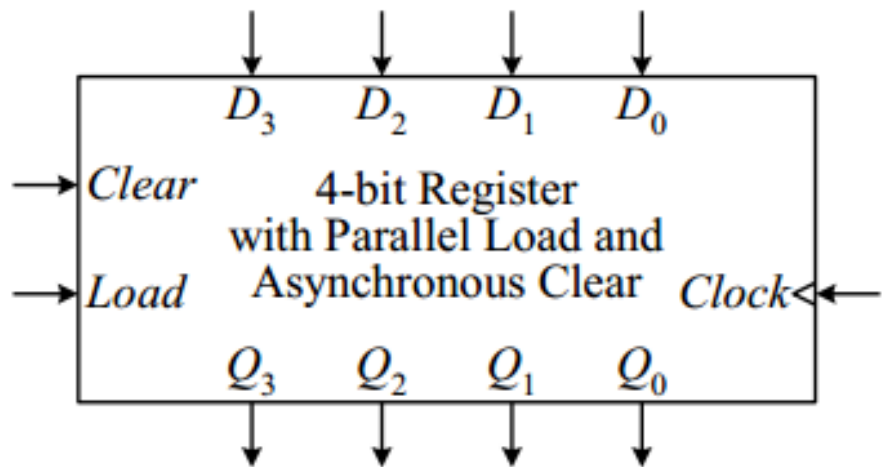 D₃ D₂ D₁ D₀
Clear
4-bit Register
with Parallel Load and
Asynchronous Clear
Load
Clock
Q₃ Q₂ Q₁ Q₀